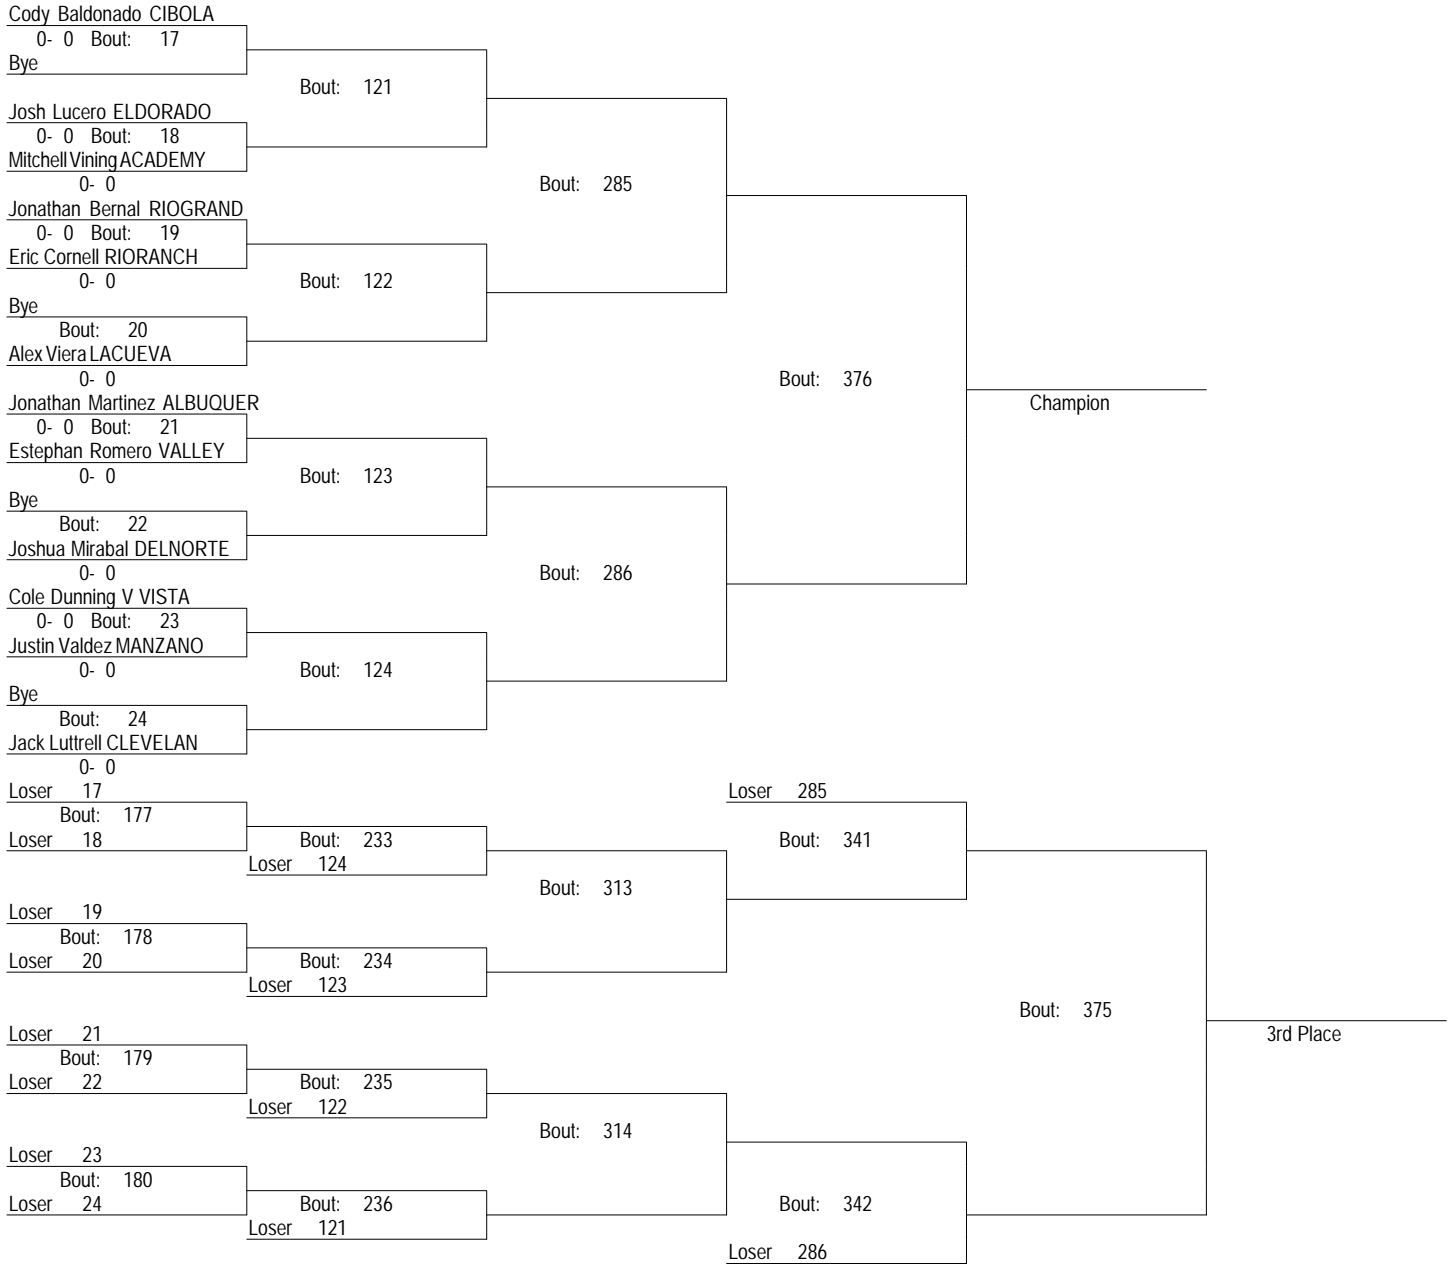 Cody Baldonado CIBOLA
0- 0 Bout: 17
Bye
Bout: 121
Josh Lucero ELDORADO
0- 0 Bout: 18
Mitchell Vining ACADEMY
0- 0
Bout: 285
Jonathan Bernal RIOGRAND
0- 0 Bout: 19
Eric Cornell RIORANCH
0- 0
Bout: 122
Bye
Bout: 20
Alex Viera LACUEVA
0- 0
Bout: 376
Champion
Jonathan Martinez ALBUQUER
0- 0 Bout: 21
Estephan Romero VALLEY
0- 0
Bout: 123
Bye
Bout: 22
Joshua Mirabal DELNORTE
0- 0
Bout: 286
Cole Dunning V VISTA
0- 0 Bout: 23
Justin Valdez MANZANO
0- 0
Bout: 124
Bye
Bout: 24
Jack Luttrell CLEVELAN
0- 0
Loser 17
Bout: 177
Loser 18
Bout: 233
Loser 124
Loser 285
Bout: 341
Bout: 313
Loser 19
Bout: 178
Loser 20
Bout: 234
Loser 123
Bout: 375
3rd Place
Loser 21
Bout: 179
Loser 22
Bout: 235
Loser 122
Bout: 314
Loser 23
Bout: 180
Loser 24
Bout: 236
Loser 121
Bout: 342
Loser 286